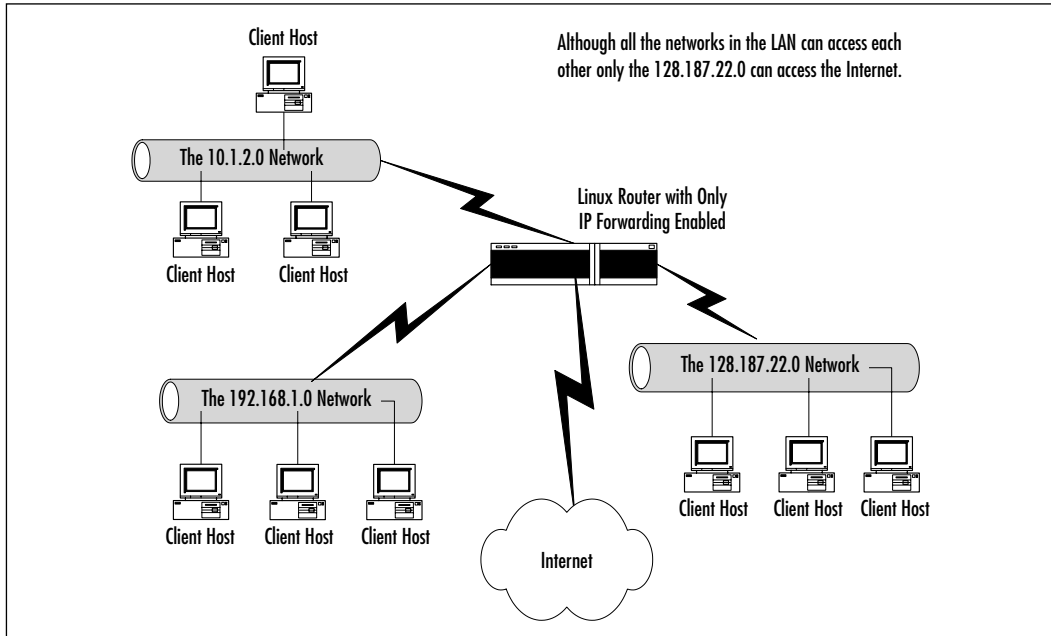 Client Host
Although all the networks in the LAN can access each
other only the 128.187.22.0 can access the Internet.
The 10.1.2.0 Network
Linux Router with Only
IP Forwarding Enabled
Client Host
Client Host
The 128.187.22.0 Network
The 192.168.1.0 Network
Client Host
Client Host
Client Host
Client Host
Client Host
Client Host
Internet